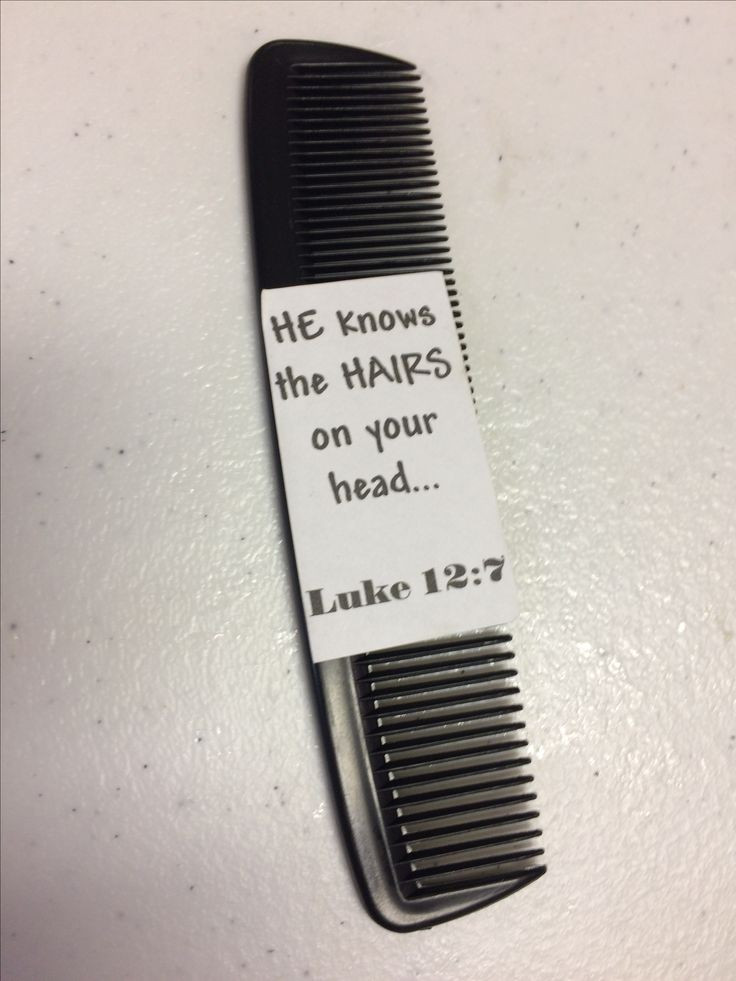 HE knows
the HAIRS
on your
head...
Luke 12:7